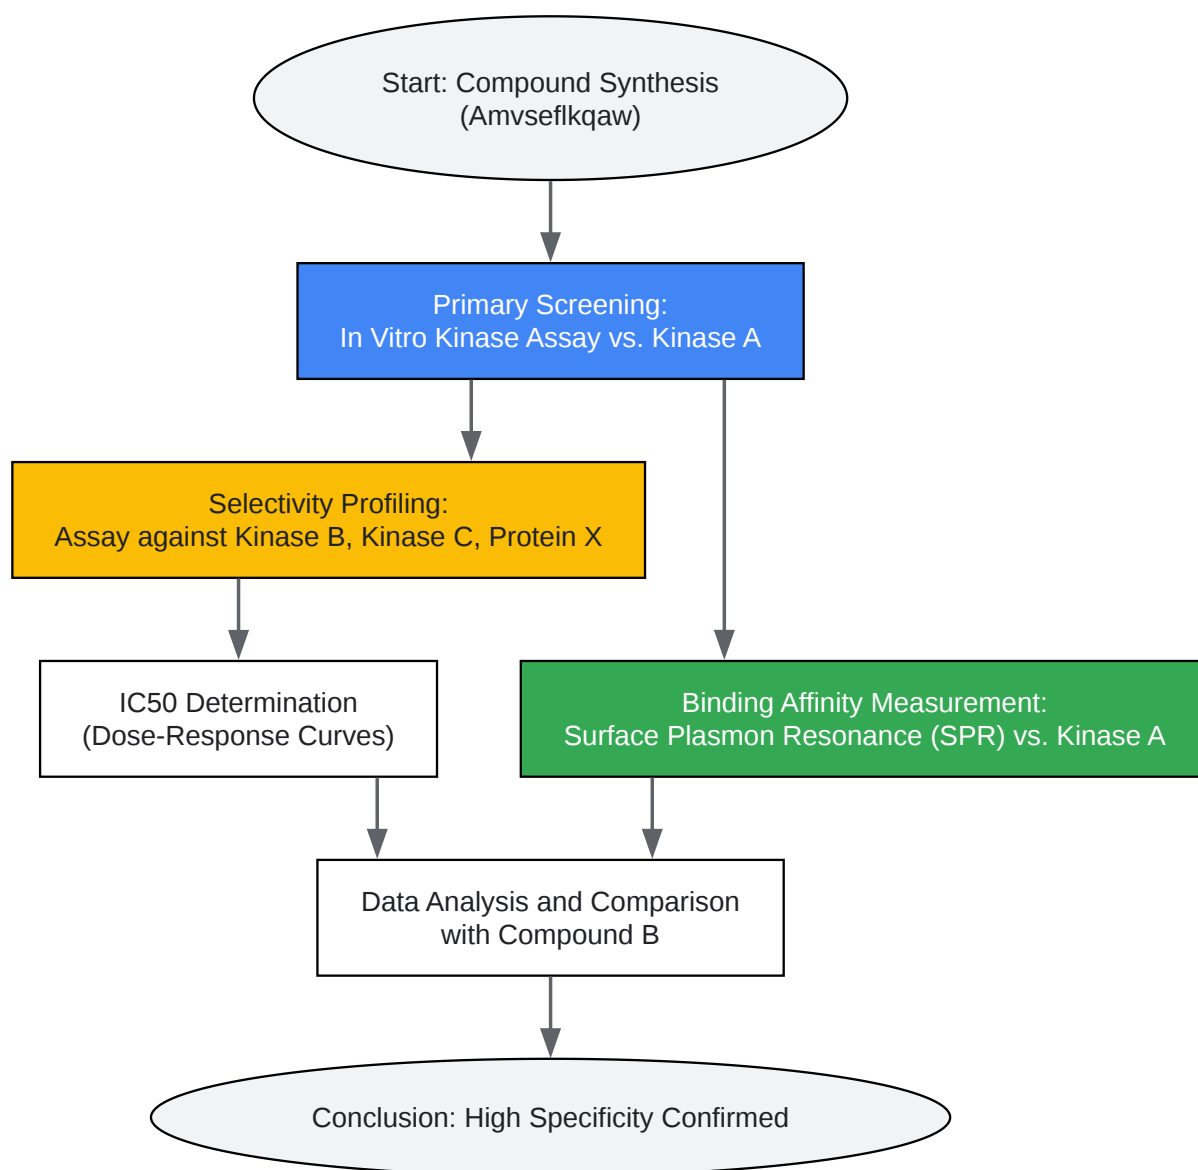 Start: Compound Synthesis
(Amvseflkqaw)
Primary Screening:
In Vitro Kinase Assay vs. Kinase A
Selectivity Profiling:
Assay against Kinase B, Kinase C, Protein X
IC50 Determination
(Dose-Response Curves)
Binding Affinity Measurement:
Surface Plasmon Resonance (SPR) vs. Kinase A
Data Analysis and Comparison
with Compound B
Conclusion: High Specificity Confirmed